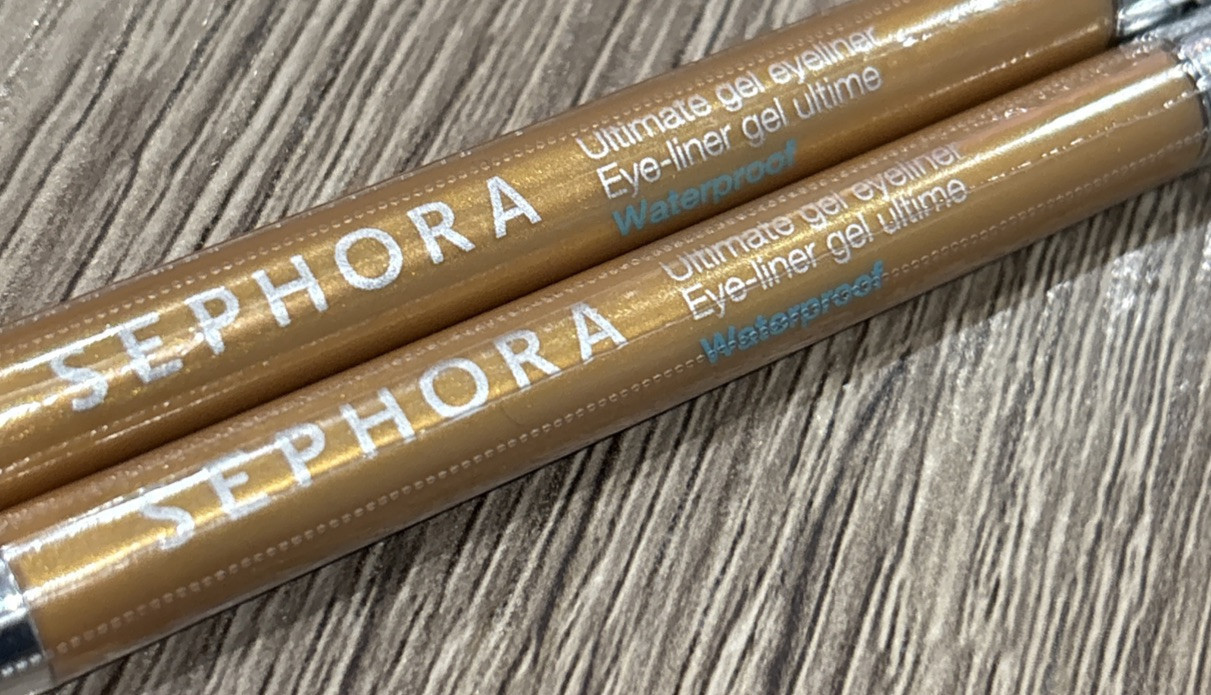 SEPHORA
Ultimate gel eyeliner
Eye-liner gel ultime
Waterproof
SEPHORA
Ultimate gel eyeliner
Eye-liner gel ultime
Waterproof